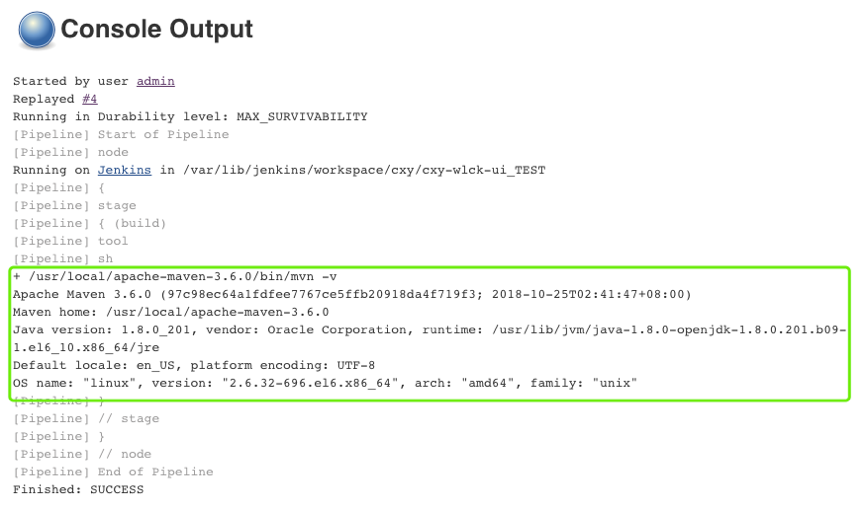 Console Output
Started by user admin
Replayed #4
Running in Durability level: MAX_SURVIVABILITY
[Pipeline] Start of Pipeline
[Pipeline] node
Running on Jenkins in /var/lib/jenkins/workspace/cxy/cxy-wlck-ui_TEST
[Pipeline] {
[Pipeline] stage
[Pipeline] { (build)
[Pipeline] tool
[Pipeline] sh
+ /usr/local/apache-maven-3.6.0/bin/mvn -v
Apache Maven 3.6.0 (97c98ec64a1fdfee7767ce5ffb20918da4f719f3; 2018-10-25T02:41:47+08:00)
Maven home: /usr/local/apache-maven-3.6.0
Java version: 1.8.0_201, vendor: Oracle Corporation, runtime: /usr/lib/jvm/java-1.8.0-openjdk-1.8.0.201.b09-
1.el6_10.x86_64/jre
Default locale: en_US, platform encoding: UTF-8
OS name: "linux", version: "2.6.32-696.el6.x86_64", arch: "amd64", family: "unix"
[Pipeline] }
[Pipeline] // stage
[Pipeline] }
[Pipeline] // node
[Pipeline] End of Pipeline
Finished: SUCCESS